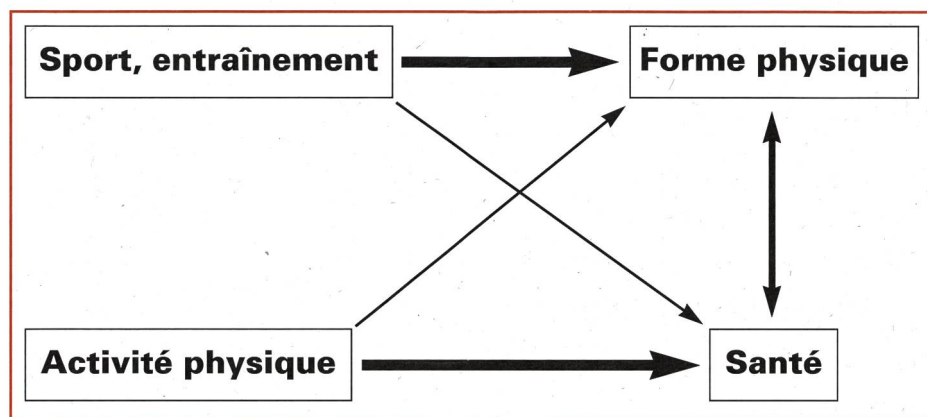 Sport, entraînement
Forme physique
Activité physique
Santé